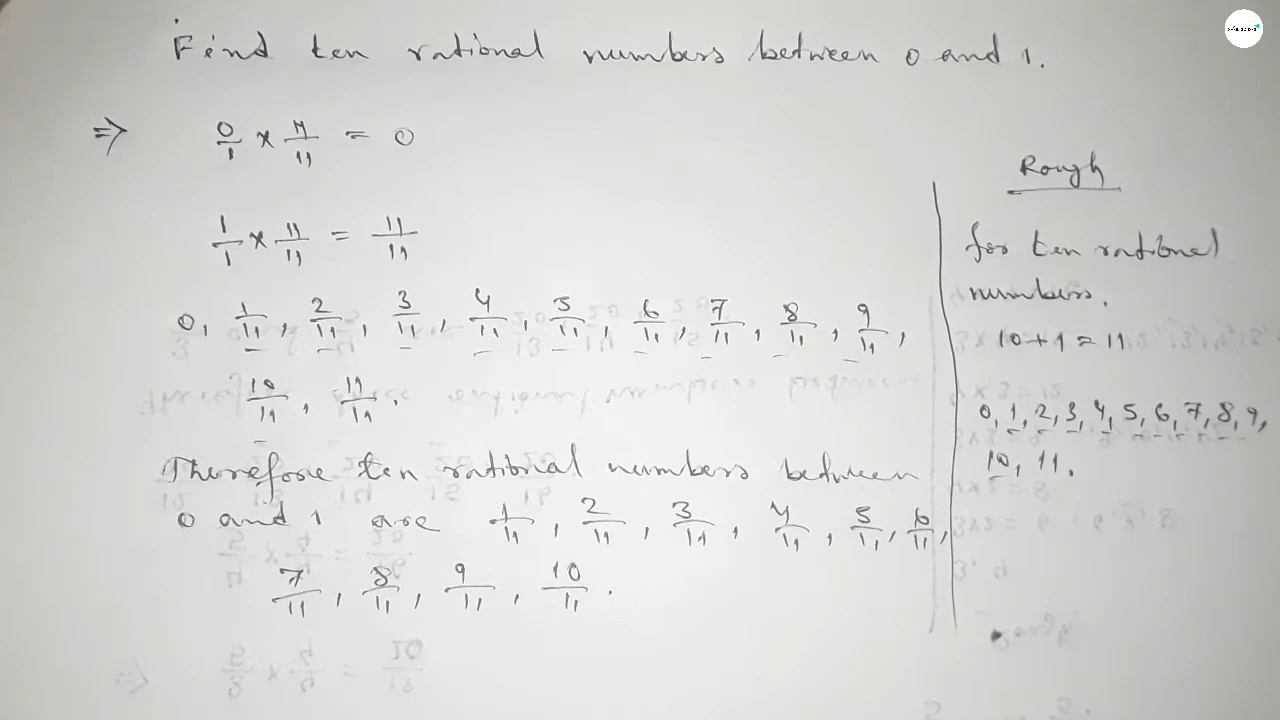 Find ten rational numbers between 0 and 1.
⇒ 0/1 × 11/11 = 0
1/1 × 11/11 = 11/11
0, 1/11, 2/11, 3/11, 4/11, 5/11, 6/11, 7/11, 8/11, 9/11,
10/11, 11/11.
Therefore ten rational numbers between
0 and 1 are 1/11, 2/11, 3/11, 4/11, 5/11, 6/11,
7/11, 8/11, 9/11, 10/11.
Rough
for ten rational
numbers.
10+1=11
0, 1, 2, 3, 4, 5, 6, 7, 8, 9,
10, 11.